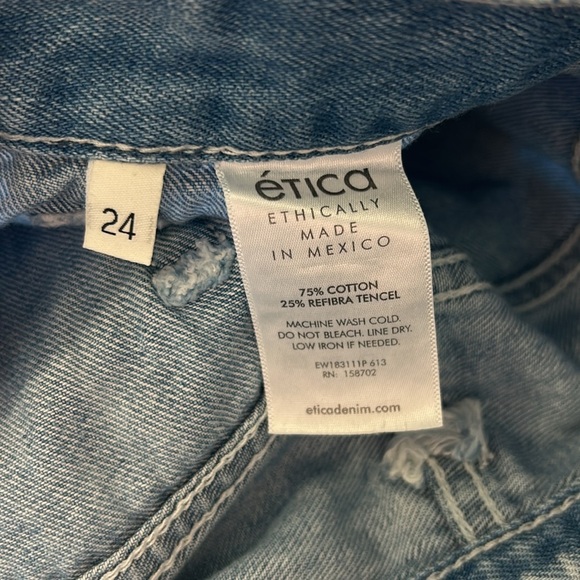 24
éTICA
ETHICALLY
MADE
IN MEXICO
75% COTTON
25% REFIBRA TENCEL
MACHINE WASH COLD.
DO NOT BLEACH. LINE DRY.
LOW IRON IF NEEDED.
EW183111P 613
RN: 158702
eticadenim.com